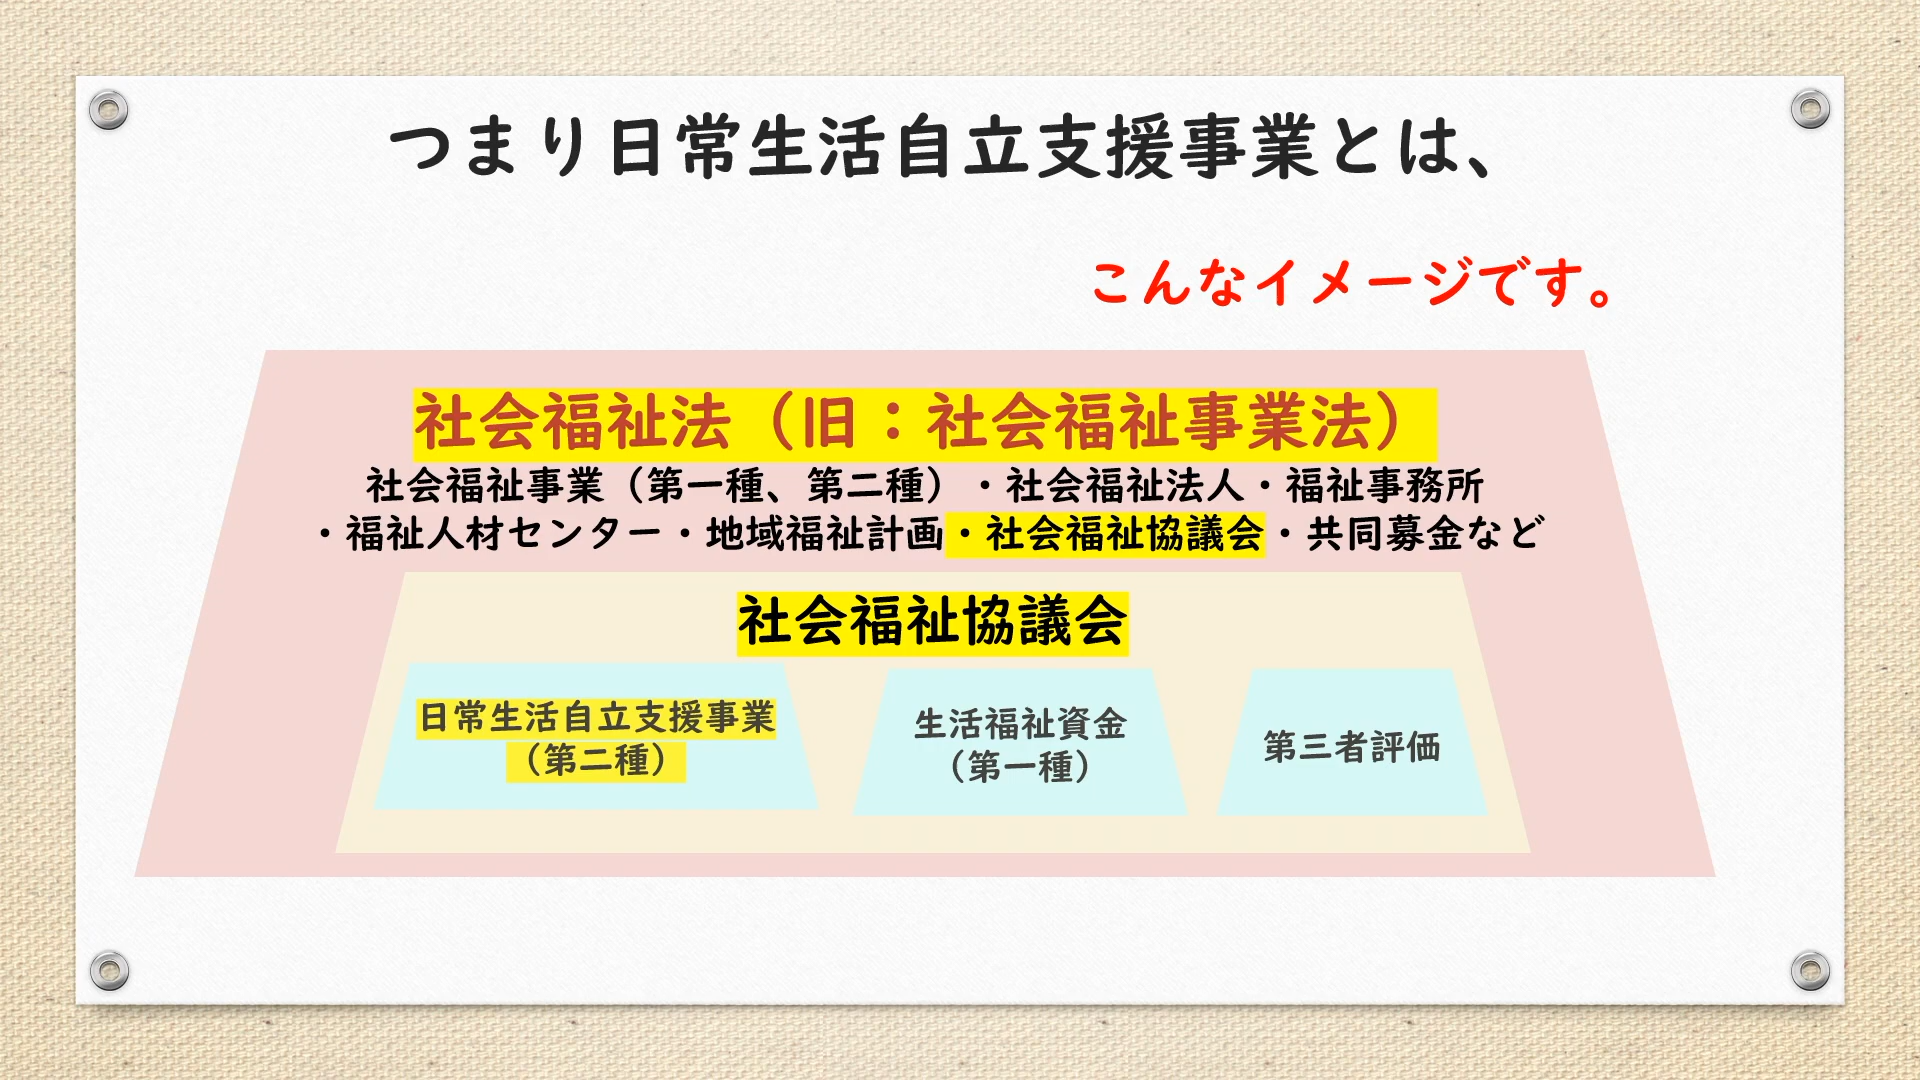 つまり日常生活自立支援事業とは、
こんなイメージです。
社会福祉法（旧：社会福祉事業法）
社会福祉事業（第一種、第二種）・社会福祉法人・福祉事務所
・福祉人材センター・地域福祉計画・社会福祉協議会・共同募金など
社会福祉協議会
日常生活自立支援事業
（第二種）
生活福祉資金
（第一種）
第三者評価